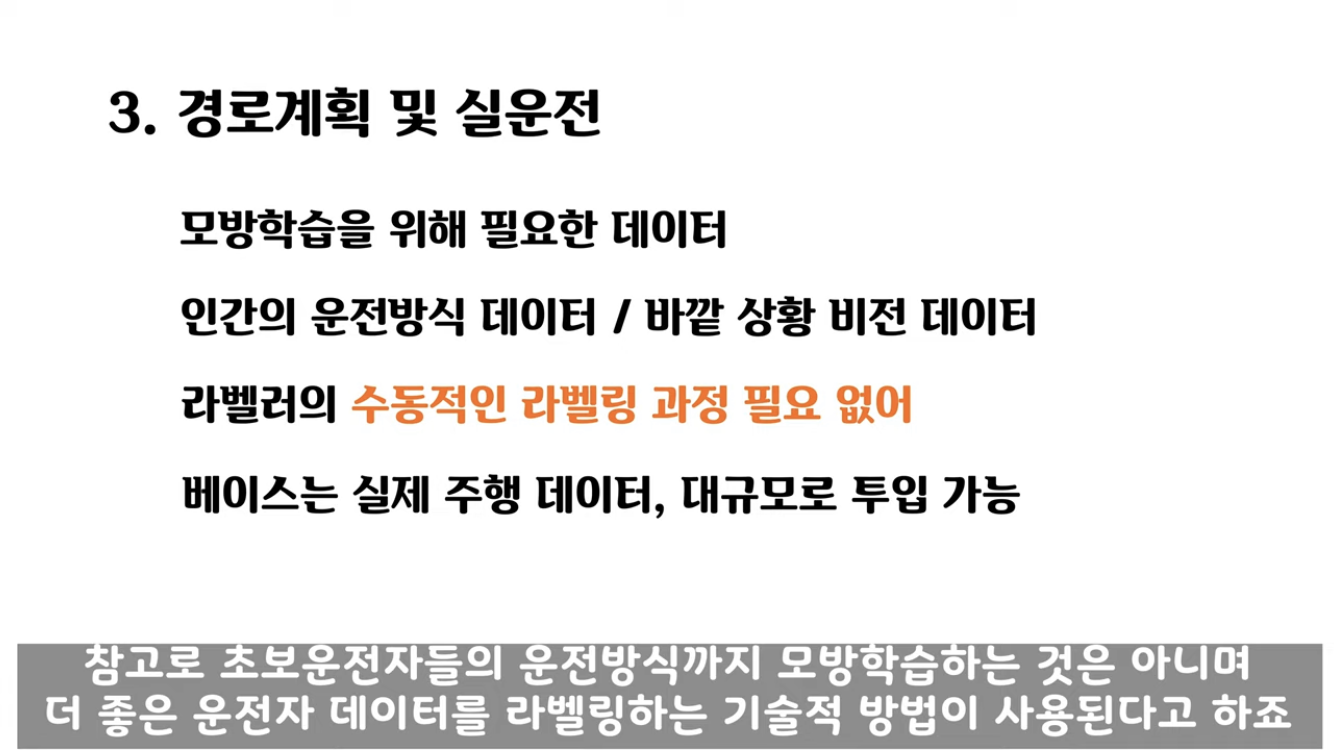 3. 경로계획 및 실운전
모방학습을 위해 필요한 데이터
인간의 운전방식 데이터 / 바깥 상황 비전 데이터
라벨러의 수동적인 라벨링 과정 필요 없어
베이스는 실제 주행 데이터, 대규모로 투입 가능
참고로 초보운전자들의 운전방식까지 모방학습하는 것은 아니며
더 좋은 운전자 데이터를 라벨링하는 기술적 방법이 사용된다고 하죠